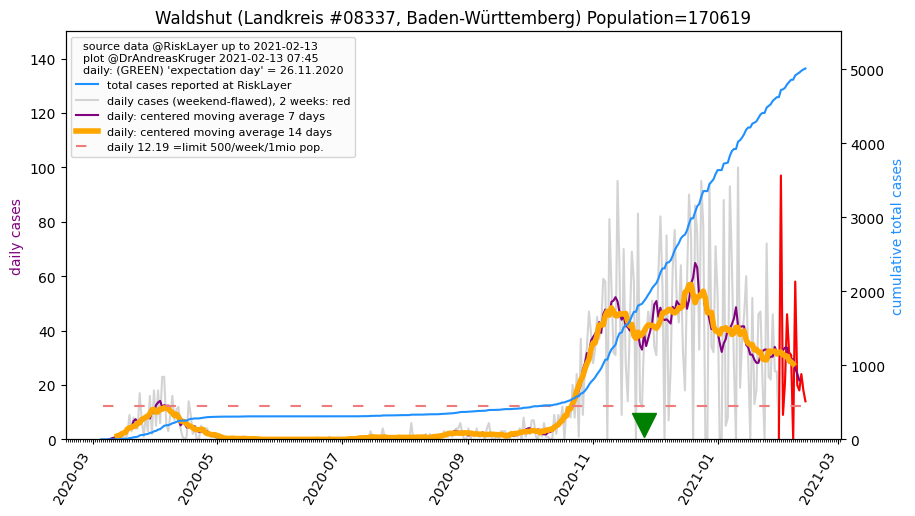 Waldshut (Landkreis #08337, Baden-Württemberg) Population=170619
source data @RiskLayer up to 2021-02-13
plot @DrAndreasKruger 2021-02-13 07:45
daily: (GREEN) 'expectation day' = 26.11.2020
total cases reported at RiskLayer
daily cases (weekend-flawed), 2 weeks: red
daily: centered moving average 7 days
daily: centered moving average 14 days
daily 12.19 =limit 500/week/1mio pop.
daily cases
140
120
100
80
60
40
20
0
cumulative total cases
5000
4000
3000
2000
1000
0
2020-03
2020-05
2020-07
2020-09
2020-11
2021-01
2021-03